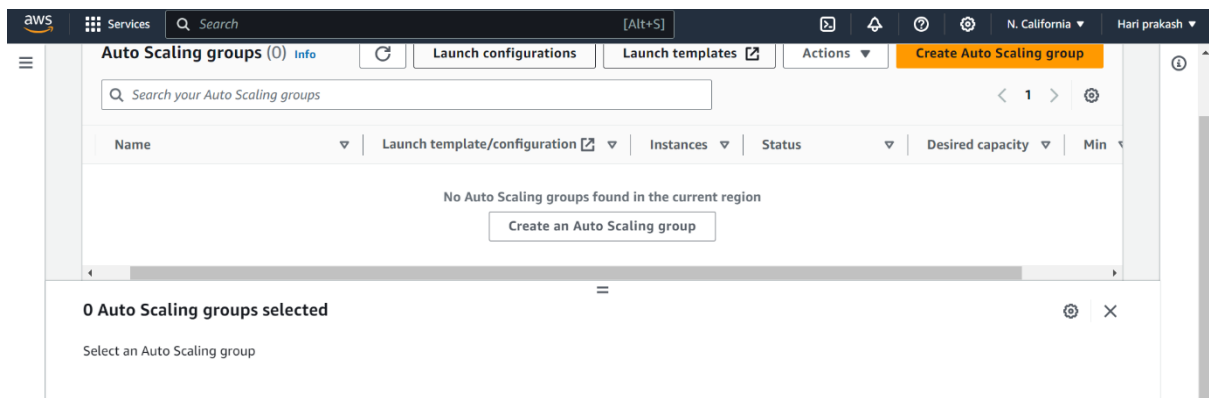 aws Services Search [Alt+S] N. California Hari prakash
Auto Scaling groups (0) Info Launch configurations Launch templates Actions Create Auto Scaling group
Search your Auto Scaling groups 1
Name Launch template/configuration Instances Status Desired capacity Min
No Auto Scaling groups found in the current region
Create an Auto Scaling group
0 Auto Scaling groups selected
Select an Auto Scaling group